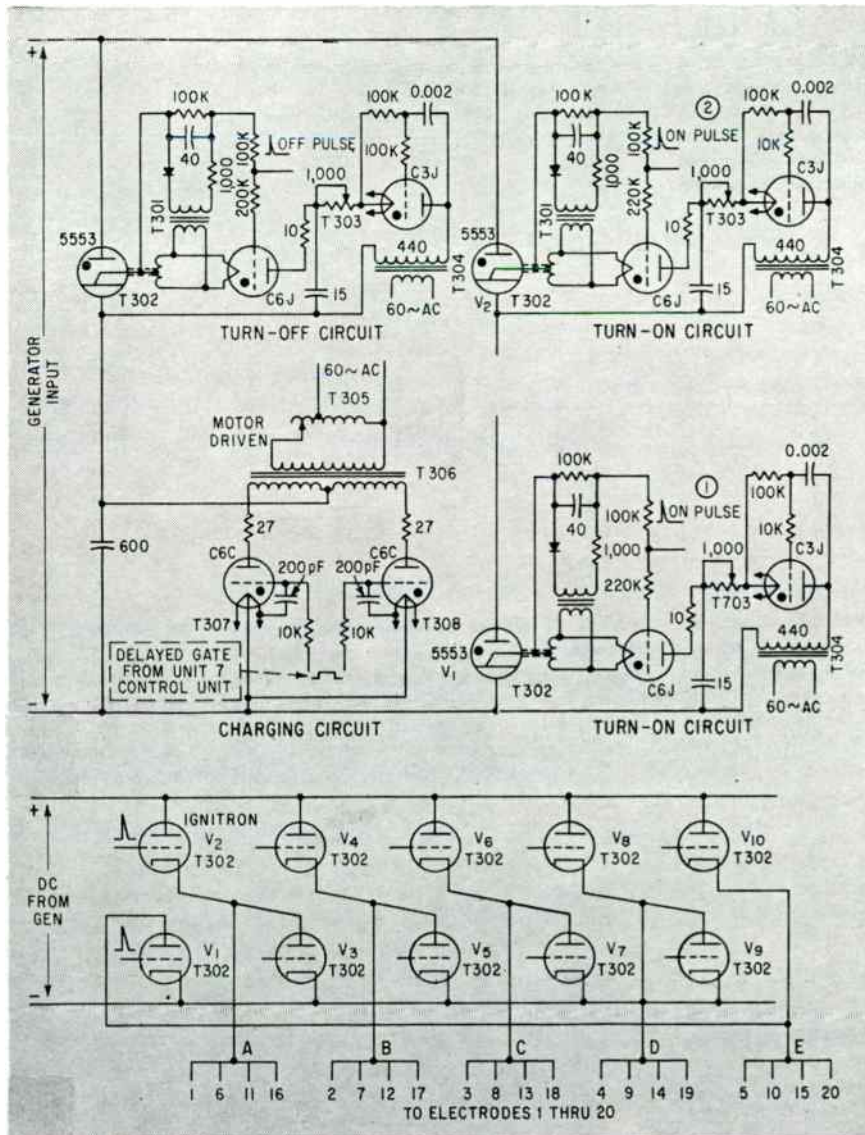 +
GENERATOR INPUT
-
100K
40
1,000
100K
OFF PULSE
200K
T301
100K
0.002
100K
C3J
1,000
T303
10
440
T304
5553
T302
C6J
15
60~AC
TURN-OFF CIRCUIT
100K
40
1,000
100K
2
ON PULSE
220K
T301
100K
0.002
10K
C3J
1,000
T303
10
440
T304
5553
V2
T302
C6J
15
60~AC
TURN-ON CIRCUIT
60~AC
T305
MOTOR DRIVEN
T306
27
27
600
C6C
200pF
200pF
C6C
T307
10K
10K
T308
DELAYED GATE
FROM UNIT 7
CONTROL UNIT
CHARGING CIRCUIT
100K
40
1,000
100K
1
ON PULSE
220K
100K
0.002
10K
C3J
1,000
T703
10
440
T304
5553
V1
T302
C6J
15
60~AC
TURN-ON CIRCUIT
+
DC FROM GEN
-
IGNITRON
V2 T302
V4 T302
V6 T302
V8 T302
V10 T302
V1 T302
V3 T302
V5 T302
V7 T302
V9 T302
A B C D E
1 6 11 16 2 7 12 17 3 8 13 18 4 9 14 19 5 10 15 20
TO ELECTRODES 1 THRU 20